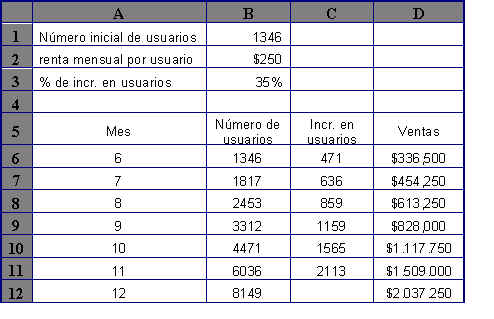 A B C D
1 Número inicial de usuarios 1346
2 renta mensual por usuario $250
3 % de incr. en usuarios 35%
4
5 Mes Número de usuarios Incr. en usuarios Ventas
6 6 1346 471 $336,500
7 7 1817 636 $454,250
8 8 2453 859 $613,250
9 9 3312 1159 $828,000
10 10 4471 1565 $1.117.750
11 11 6036 2113 $1.509.000
12 12 8149 $2.037.250